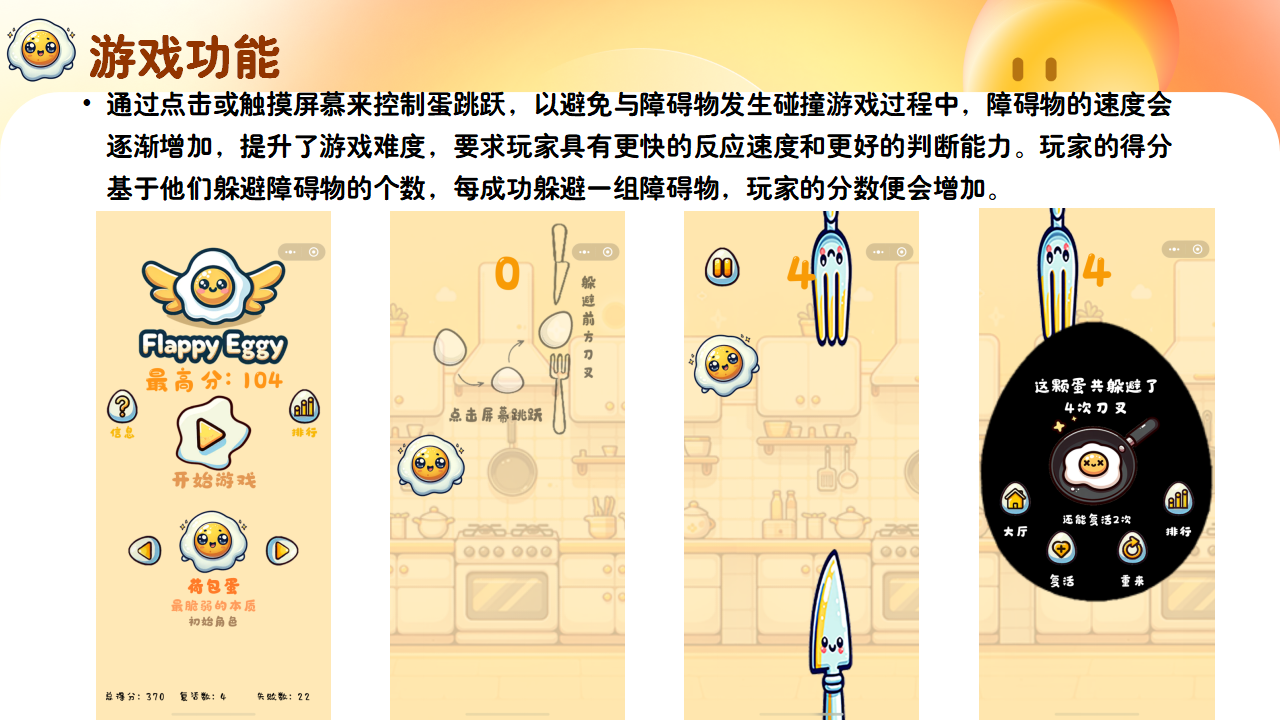 游戏功能
• 通过点击或触摸屏幕来控制蛋跳跃，以避免与障碍物发生碰撞游戏过程中，障碍物的速度会
逐渐增加，提升了游戏难度，要求玩家具有更快的反应速度和更好的判断能力。玩家的得分
基于他们躲避障碍物的个数，每成功躲避一组障碍物，玩家的分数便会增加。
Flappy Eggy
最高分：104
信息
排行
开始游戏
荷包蛋
最脆弱的本质
初始角色
总得分：370 复活数：4 失败数：22
0
躲避前方刀叉
点击屏幕跳跃
4
4
这颗蛋共躲避了
4次刀叉
还能复活2次
大厅
排行
复活
重来